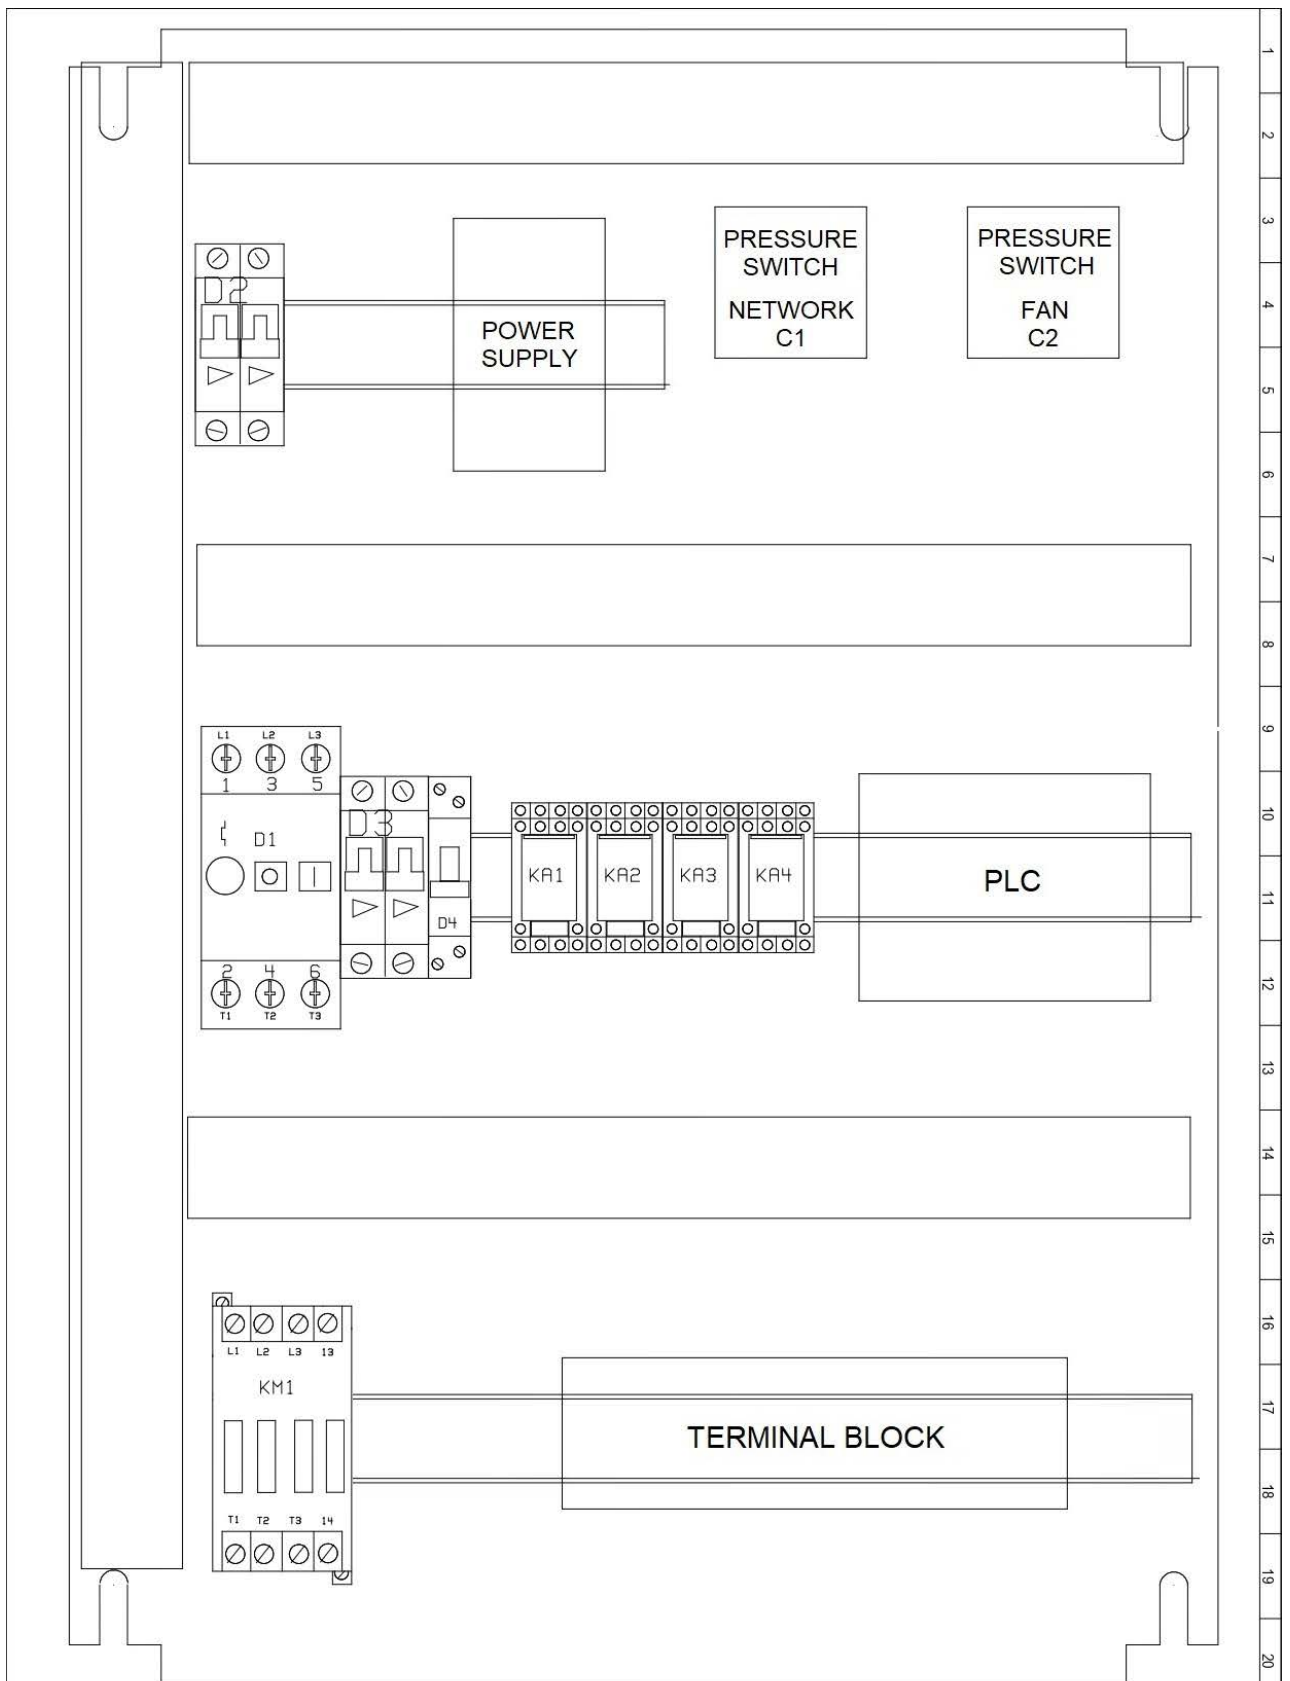 1
2
3
PRESSURE
SWITCH
NETWORK
C1
PRESSURE
SWITCH
FAN
C2
D2
4
POWER
SUPPLY
5
6
7
8
L1 L2 L3
9
1 3 5
D3
10
D1
KA1 KA2 KA3 KA4
PLC
11
D4
2 4 6
12
T1 T2 T3
13
14
15
16
L1 L2 L3 13
KM1
17
TERMINAL BLOCK
18
T1 T2 T3 14
19
20